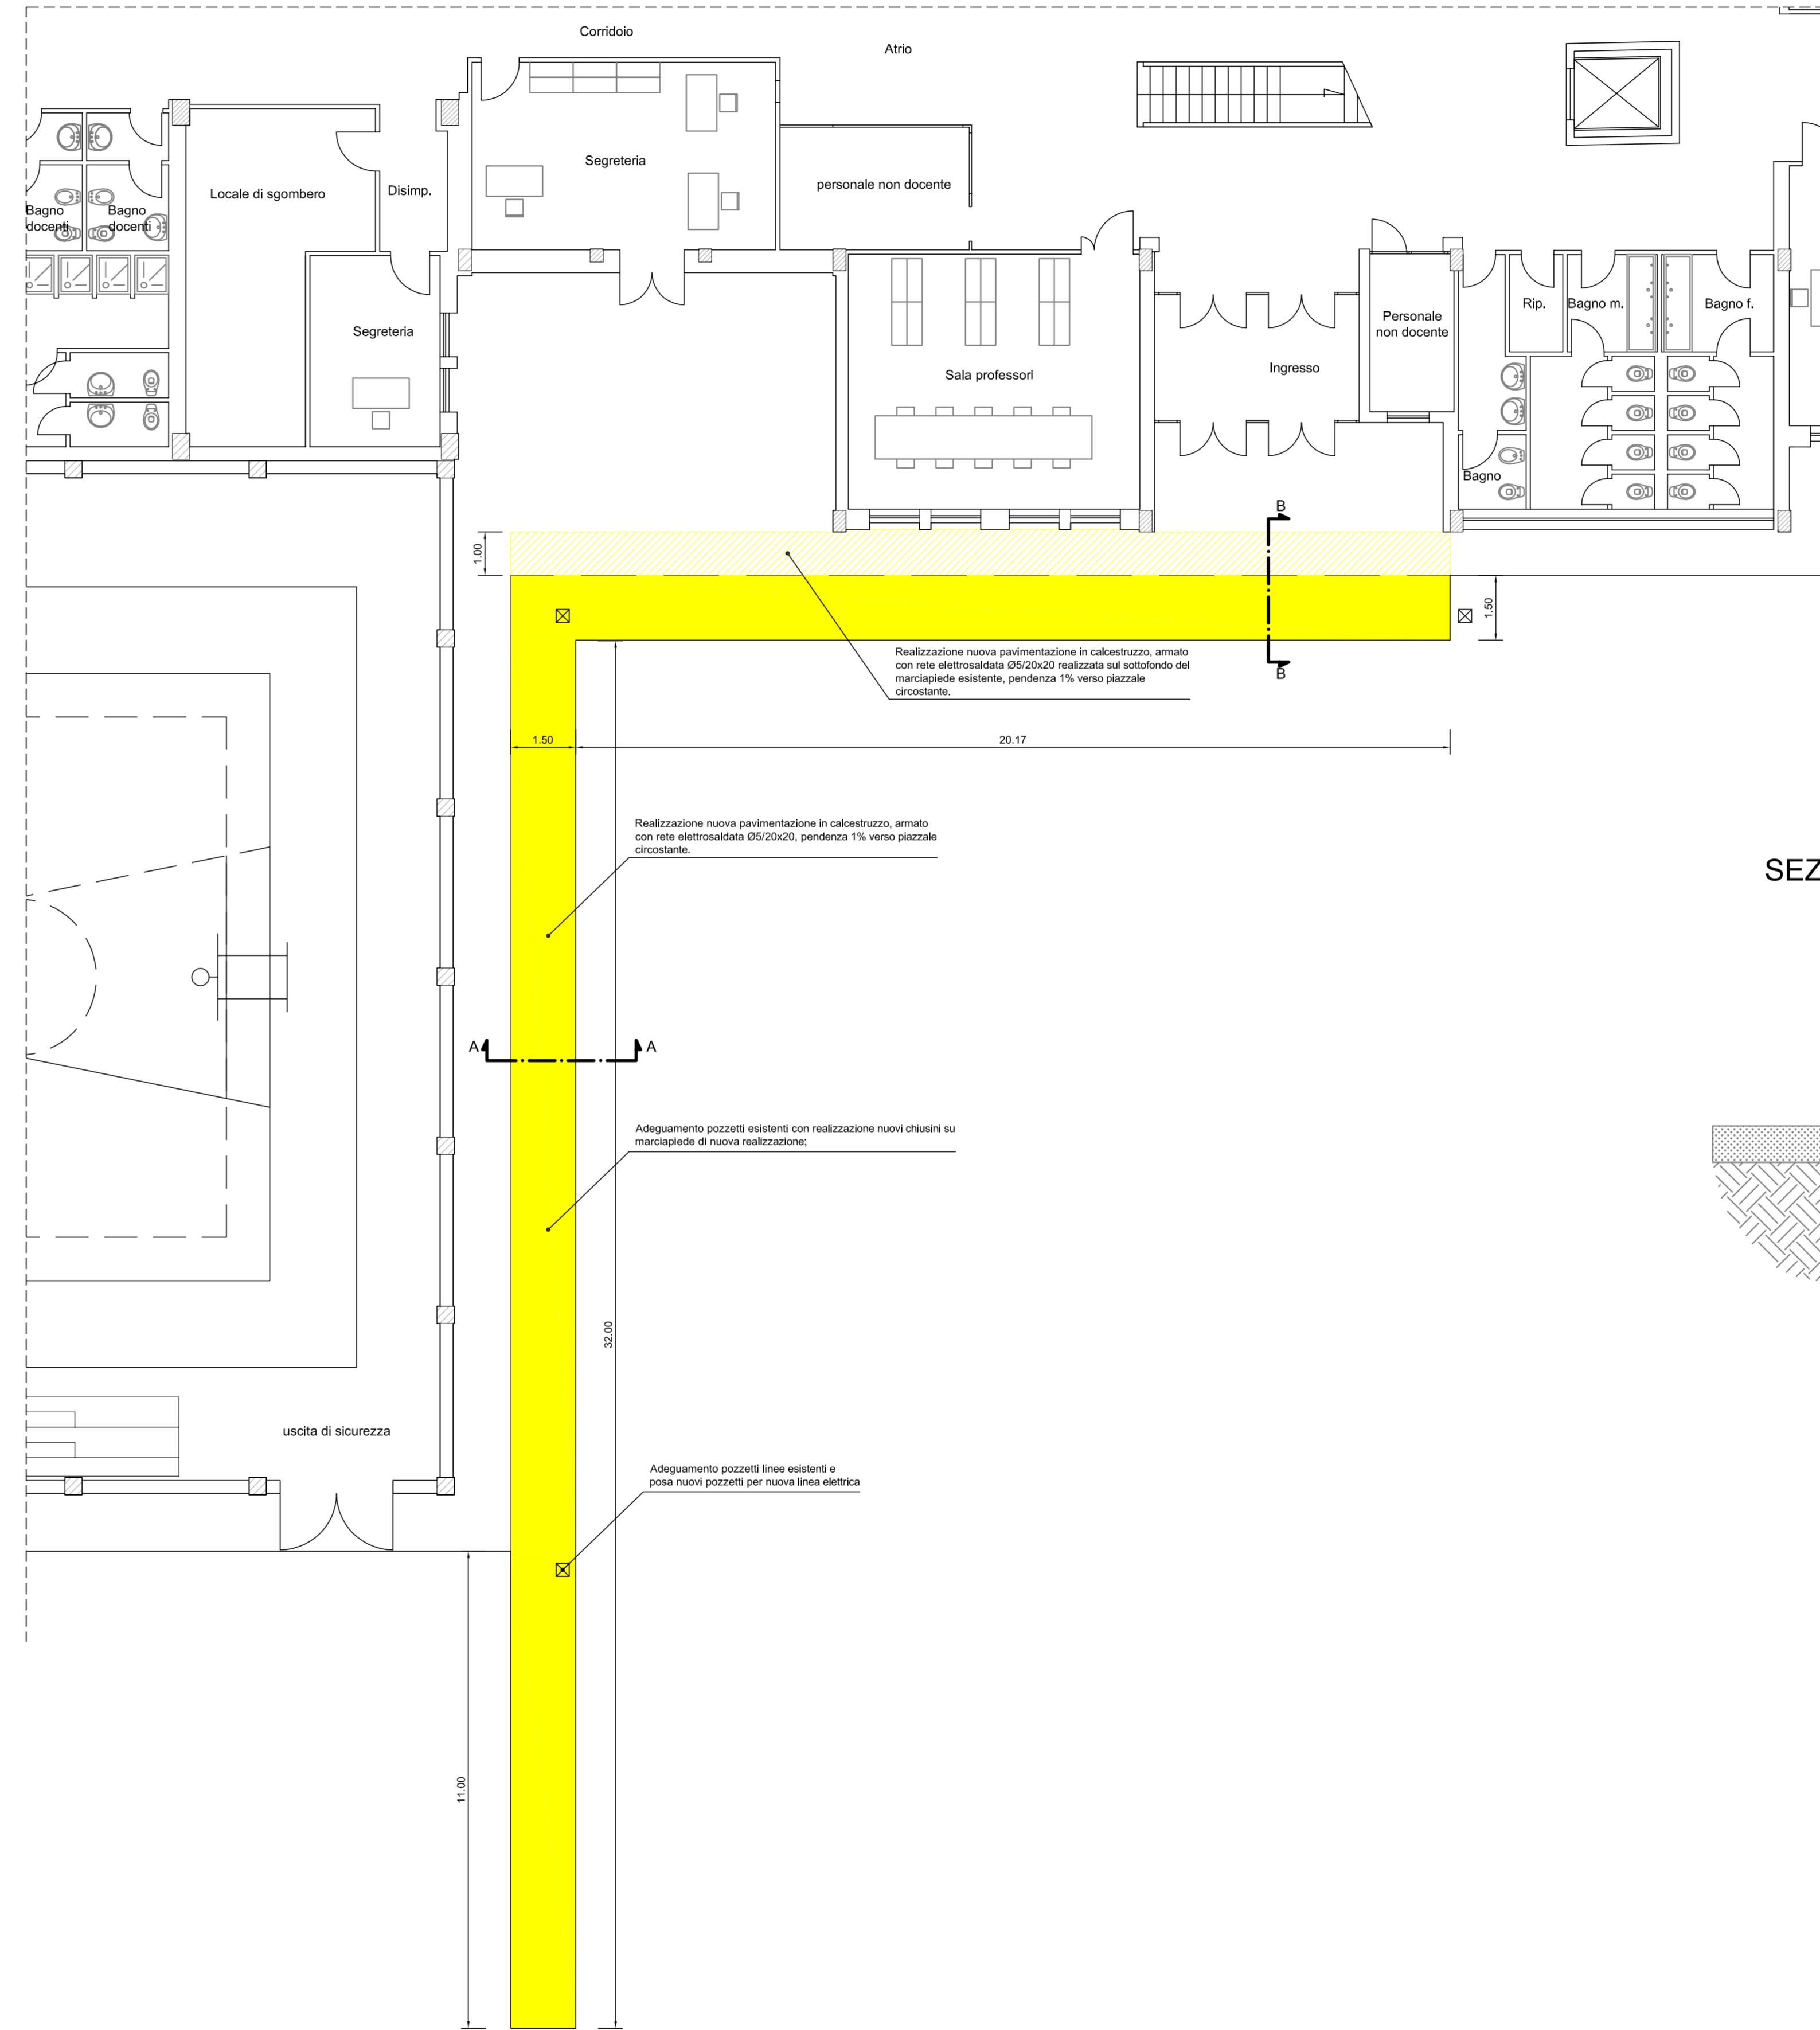 Corridoio
Atrio
Segreteria
personale non docente
Locale di sgombero
Disimp.
Bagno
docenti
Bagno
docenti
Segreteria
Sala professori
Ingresso
Personale
non docente
Rip.
Bagno m.
Bagno f.
Bagno
B
1.00
1.50
B
Realizzazione nuova pavimentazione in calcestruzzo, armato
con rete elettrosaldata Ø5/20x20 realizzata sul sottofondo del
marciapiede esistente, pendenza 1% verso piazzale
circostante.
1.50
20.17
Realizzazione nuova pavimentazione in calcestruzzo, armato
con rete elettrosaldata Ø5/20x20, pendenza 1% verso piazzale
circostante.
SEZ
A
A
Adeguamento pozzetti esistenti con realizzazione nuovi chiusini su
marciapiede di nuova realizzazione;
32.00
uscita di sicurezza
Adeguamento pozzetti linee esistenti e
posa nuovi pozzetti per nuova linea elettrica
11.00